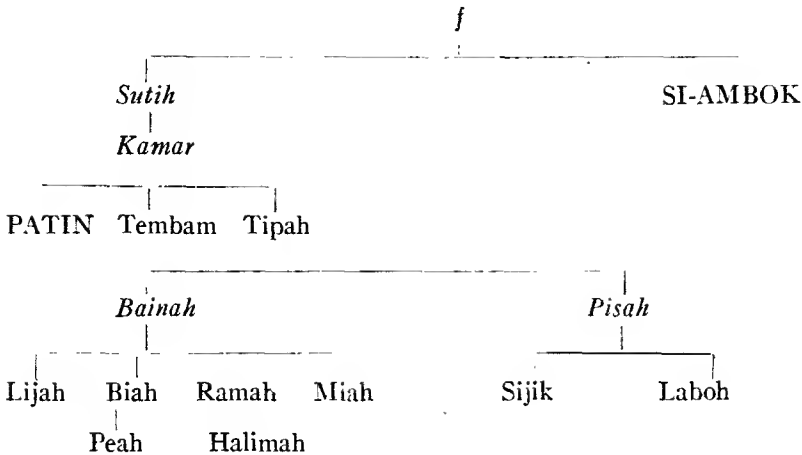 f
Sutih SI-AMBOK
Kamar
PATIN Tembam Tipah
Bainah Pisah
Lijah Biah Ramah Miah Sijik Laboh
Peah Halimah